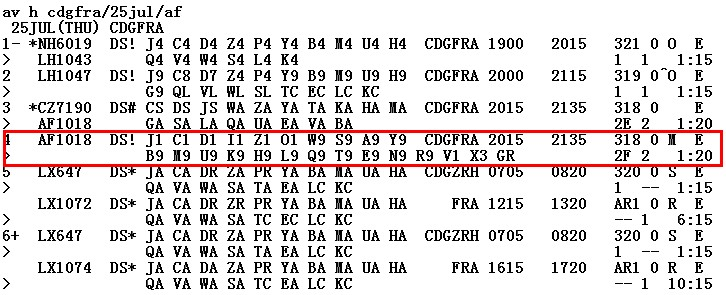 av h cdgfra/25jul/af
25JUL(THU) CDGFRA
1- *NH6019 DS! J4 C4 D4 Z4 P4 Y4 B4 M4 U4 H4 CDGFRA 1900 2015 321 0 O E
> LH1043 Q4 V4 W4 S4 L4 K4 1 1 1:15
2 LH1047 DS! J9 C8 D7 Z4 P4 Y9 B9 M9 U9 H9 CDGFRA 2000 2115 319 0~O E
> G9 QL VL WL SL TC EC LC KC 1 1 1:15
3 *CZ7190 DS# CS DS JS WA ZA YA TA KA HA MA CDGFRA 2015 2135 318 0 E
> AF1018 GA SA LA QA UA EA VA BA 2E 2 1:20
4 AF1018 DS! J1 C1 D1 I1 Z1 O1 W9 S9 A9 Y9 CDGFRA 2015 2135 318 0 M E
> B9 M9 U9 K9 H9 L9 Q9 T9 E9 N9 R9 V1 X3 GR 2F 2 1:20
5 LX647 DS* JA CA DR ZR PR YA BA MA UA HA CDGZRH 0705 0820 320 0 S E
> QA VA WA SA TA EA LC KC 1 -- 1:15
LX1072 DS* JA CA DR ZR PR YA BA MA UA HA FRA 1215 1320 AR1 0 R E
> QA VA WA SA TC EC LC KC -- 1 6:15
6+ LX647 DS* JA CA DR ZA PR YA BA MA UA HA CDGZRH 0705 0820 320 0 S E
> QA VA WA SA TA EA LC KC 1 -- 1:15
LX1074 DS* JA CA DA ZA PR YA BA MA UA HA FRA 1615 1720 AR1 0 R E
> QA VA WA SA TC EA LC KC -- 1 10:15